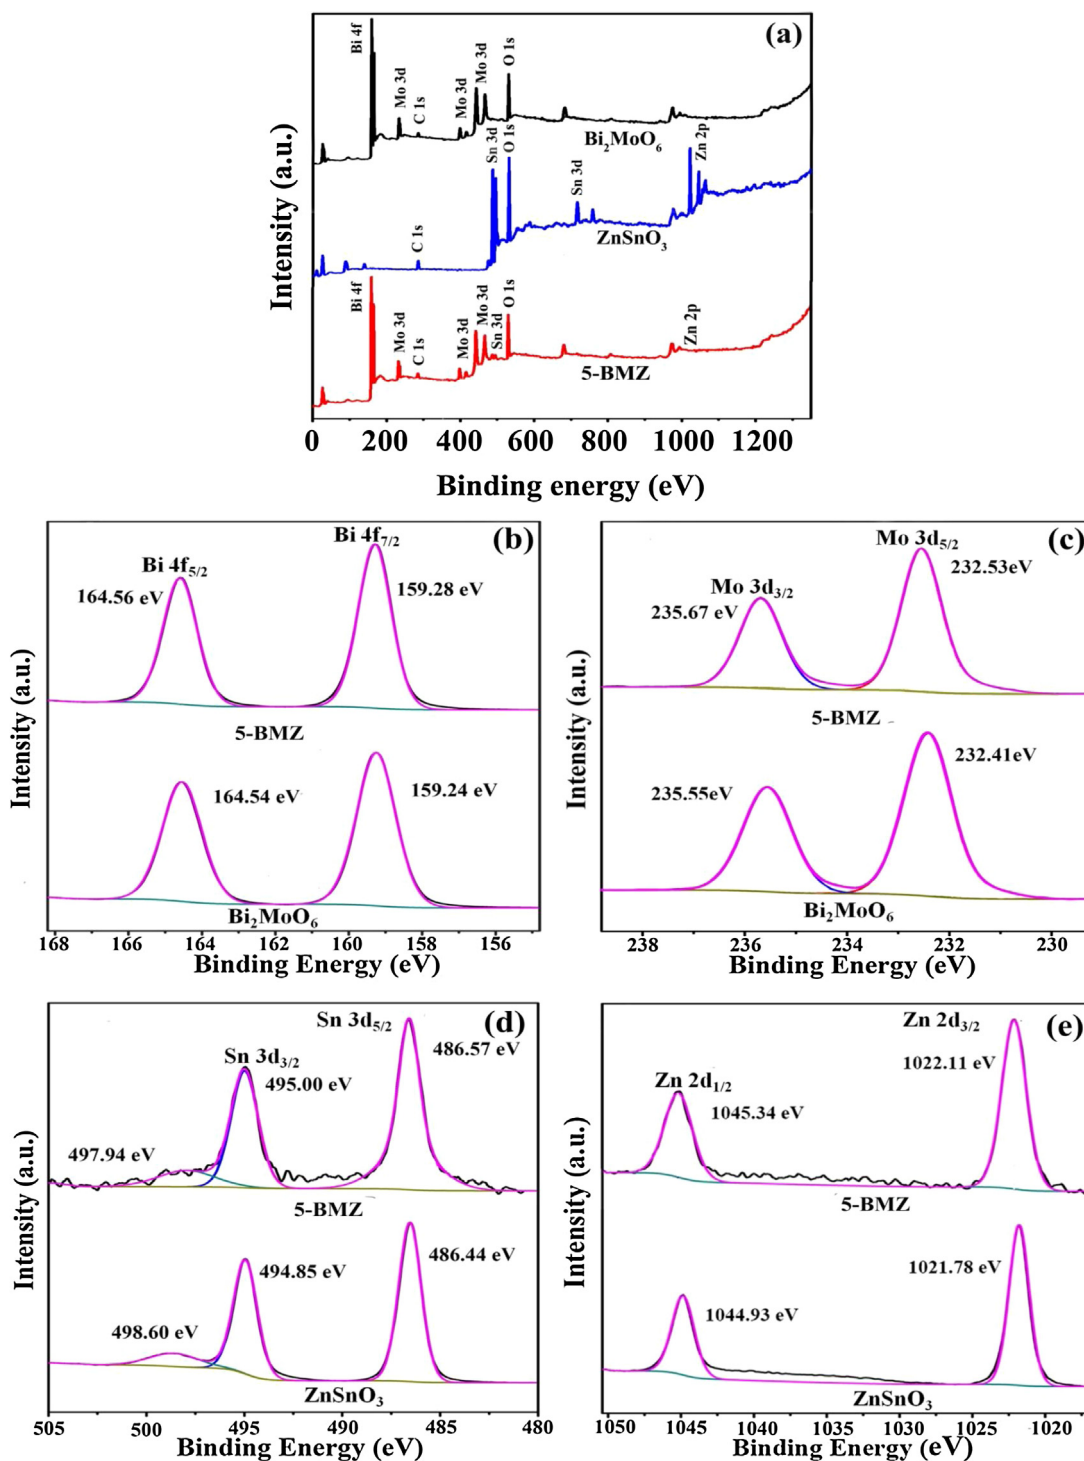 (a)
Bi 4f
Mo 3d
C 1s
Mo 3d
Mo 3d
O 1s
Bi₂MoO₆
C 1s
Sn 3d
O 1s
Sn 3d
Zn 2p
ZnSnO₃
Bi 4f
Mo 3d
C 1s
Mo 3d
Mo 3d
Sn 3d
O 1s
Zn 2p
5-BMZ
Intensity (a.u.)
0 200 400 600 800 1000 1200
Binding energy (eV)
(b)
Bi 4f₇/₂
Bi 4f₅/₂
159.28 eV
164.56 eV
5-BMZ
164.54 eV
159.24 eV
Bi₂MoO₆
Intensity (a.u.)
168 166 164 162 160 158 156
Binding Energy (eV)
(c)
Mo 3d₅/₂
232.53eV
Mo 3d₃/₂
235.67 eV
5-BMZ
232.41eV
235.55eV
Bi₂MoO₆
Intensity (a.u.)
238 236 234 232 230
Binding Energy (eV)
(d)
Sn 3d₅/₂
486.57 eV
Sn 3d₃/₂
495.00 eV
497.94 eV
5-BMZ
486.44 eV
494.85 eV
498.60 eV
ZnSnO₃
Intensity (a.u.)
505 500 495 490 485 480
Binding Energy (eV)
(e)
Zn 2d₃/₂
1022.11 eV
Zn 2d₁/₂
1045.34 eV
5-BMZ
1021.78 eV
1044.93 eV
ZnSnO₃
Intensity (a.u.)
1050 1045 1040 1035 1030 1025 1020
Binding Energy (eV)